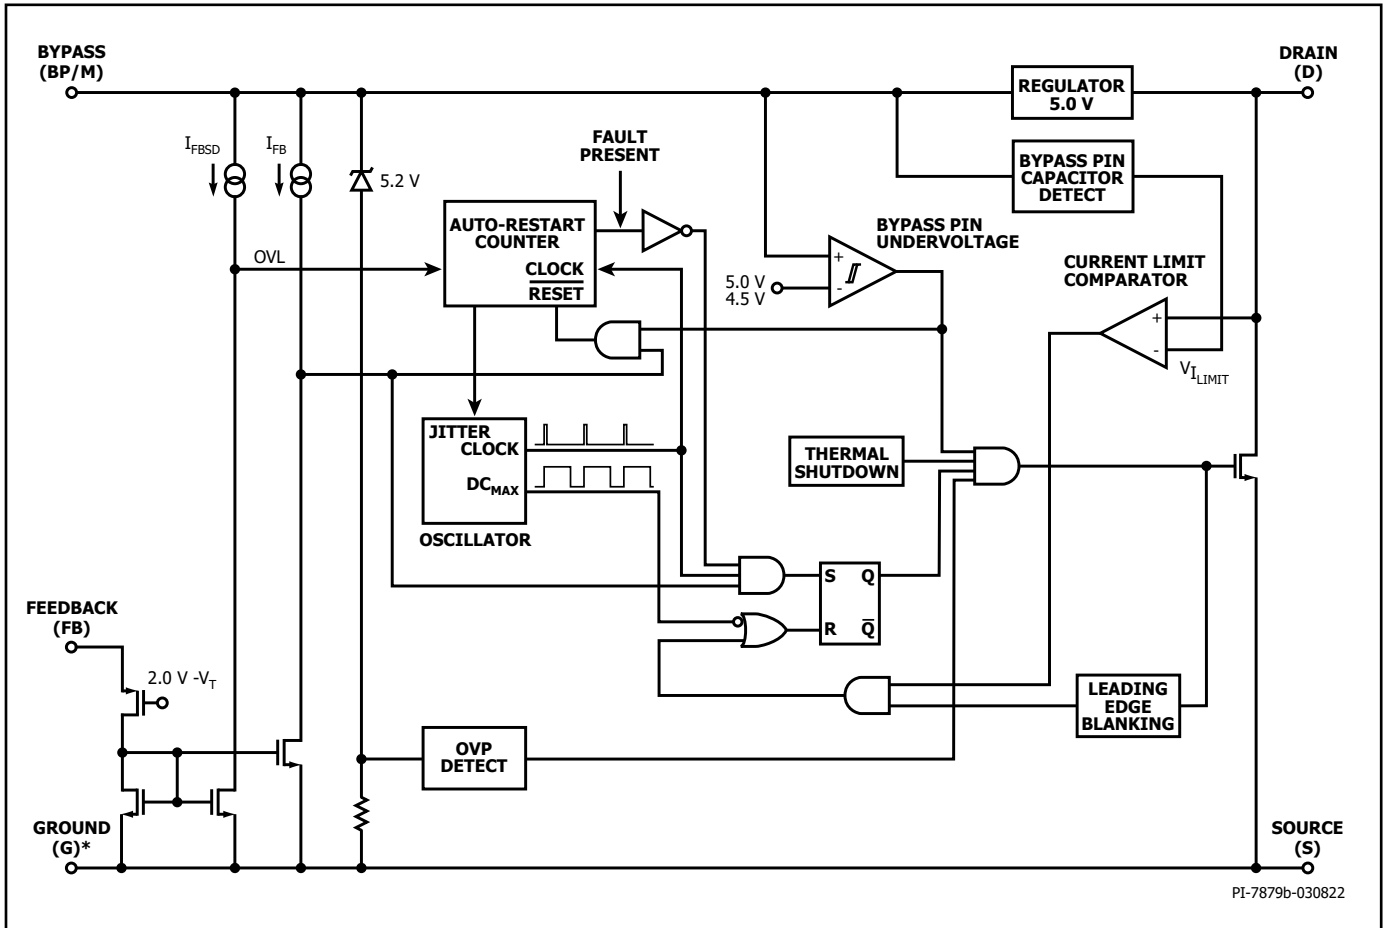 BYPASS
(BP/M)
DRAIN
(D)
REGULATOR
5.0 V
I_FBSD
I_FB
FAULT
PRESENT
BYPASS PIN
CAPACITOR
DETECT
5.2 V
AUTO-RESTART
COUNTER
BYPASS PIN
UNDERVOLTAGE
OVL
CLOCK
RESET
+
-
5.0 V
4.5 V
CURRENT LIMIT
COMPARATOR
+
-
V_I_LIMIT
JITTER
CLOCK
DC_MAX
OSCILLATOR
THERMAL
SHUTDOWN
S Q
R Q̅
FEEDBACK
(FB)
2.0 V -V_T
LEADING
EDGE
BLANKING
OVP
DETECT
GROUND
(G)*
SOURCE
(S)
PI-7879b-030822